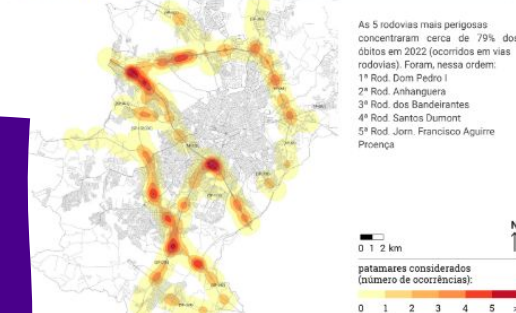 As 5 rodovias mais perigosas
concentraram cerca de 79% dos
óbitos em 2022 (ocorridos em vias
rodovias). Foram, nessa ordem:
1ª Rod. Dom Pedro I
2ª Rod. Anhanguera
3ª Rod. dos Bandeirantes
4ª Rod. Santos Dumont
5ª Rod. Jorn. Francisco Aguirre
Proença
N
0 1 2 km
patamares considerados
(número de ocorrências):
0 1 2 3 4 5